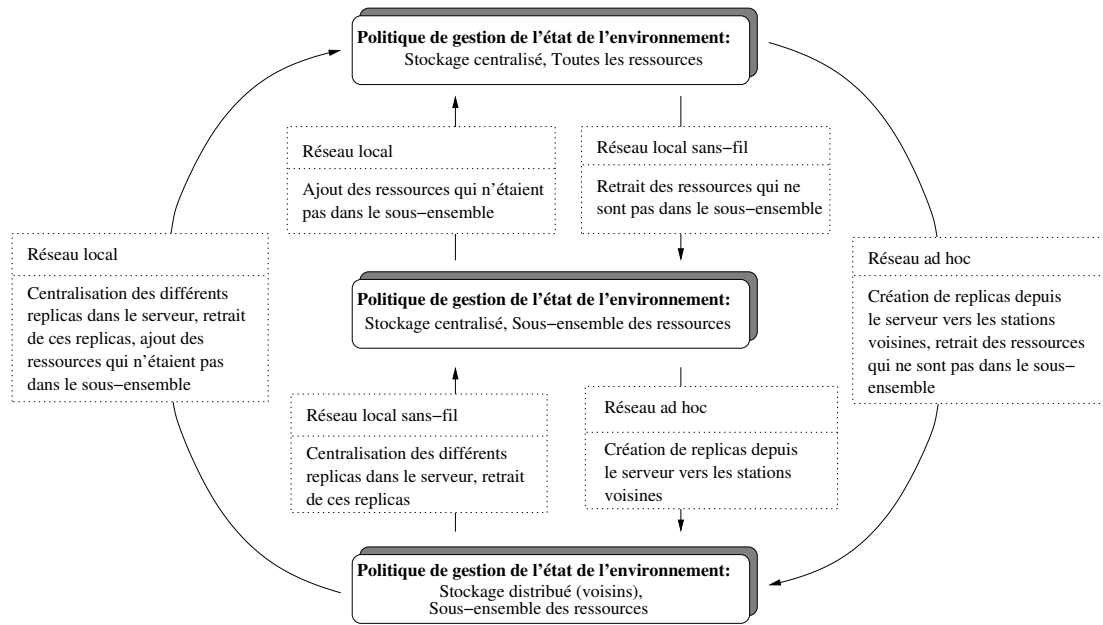 Politique de gestion de l’état de l’environnement:
Stockage centralisé, Toutes les ressources
Réseau local
Ajout des ressources qui n’étaient
pas dans le sous−ensemble
Réseau local sans−fil
Retrait des ressources qui ne
sont pas dans le sous−ensemble
Réseau local
Centralisation des différents
replicas dans le serveur, retrait
de ces replicas, ajout des
ressources qui n’étaient pas
dans le sous−ensemble
Politique de gestion de l’état de l’environnement:
Stockage centralisé, Sous−ensemble des ressources
Réseau ad hoc
Création de replicas depuis
le serveur vers les stations
voisines, retrait des ressources
qui ne sont pas dans le sous−
ensemble
Réseau local sans−fil
Centralisation des différents
replicas dans le serveur, retrait
de ces replicas
Réseau ad hoc
Création de replicas depuis
le serveur vers les stations
voisines
Politique de gestion de l’état de l’environnement:
Stockage distribué (voisins),
Sous−ensemble des ressources